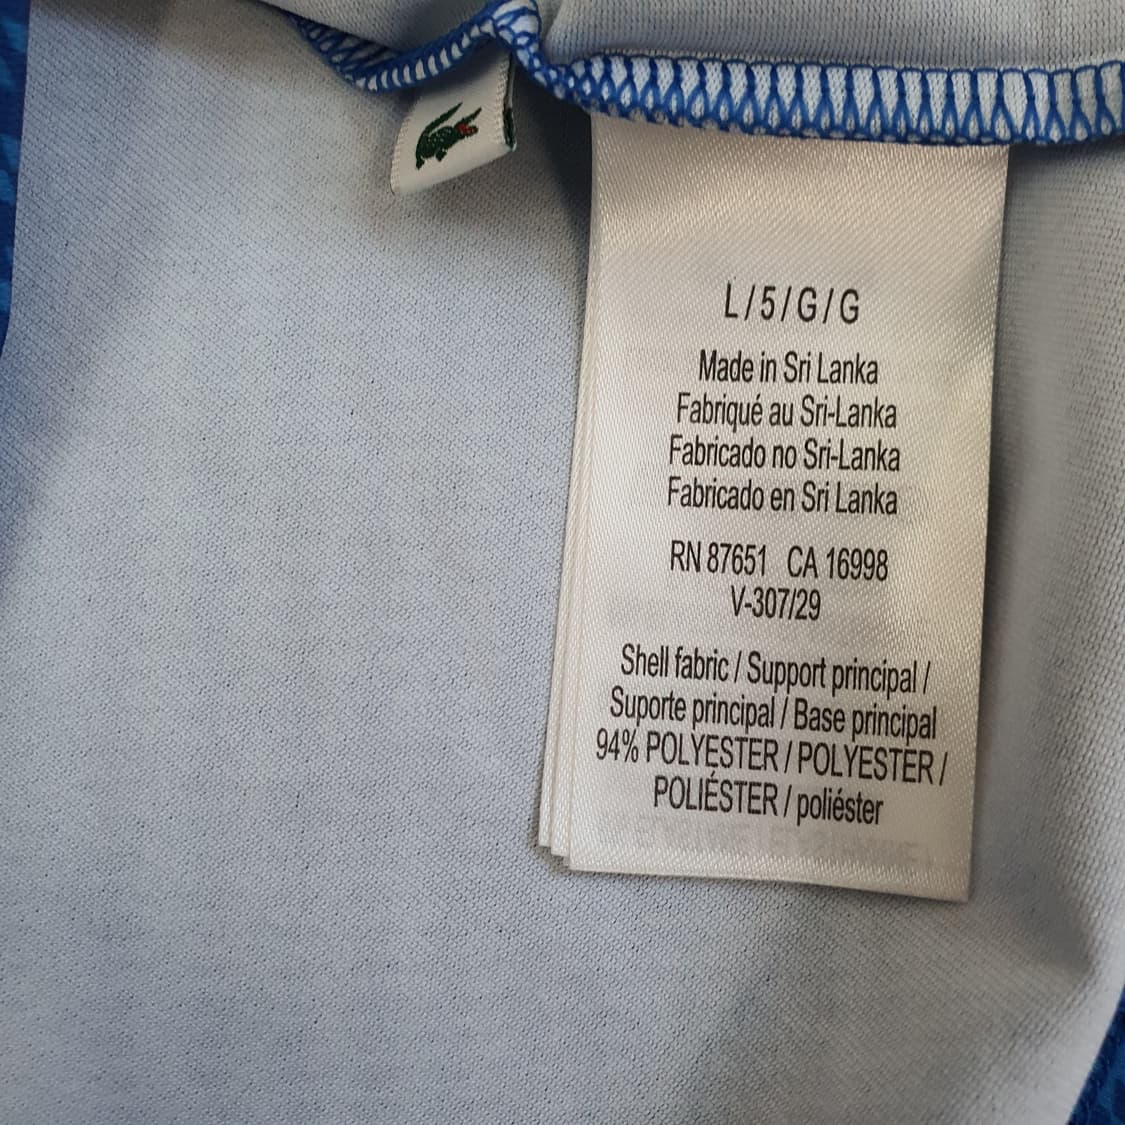 L/5/G/G
Made in Sri Lanka
Fabriqué au Sri-Lanka
Fabricado no Sri-Lanka
Fabricado en Sri Lanka
RN 87651 CA 16998
V-307/29
Shell fabric / Support principal /
Suporte principal / Base principal
94% POLYESTER / POLYESTER /
POLIÉSTER / poliéster